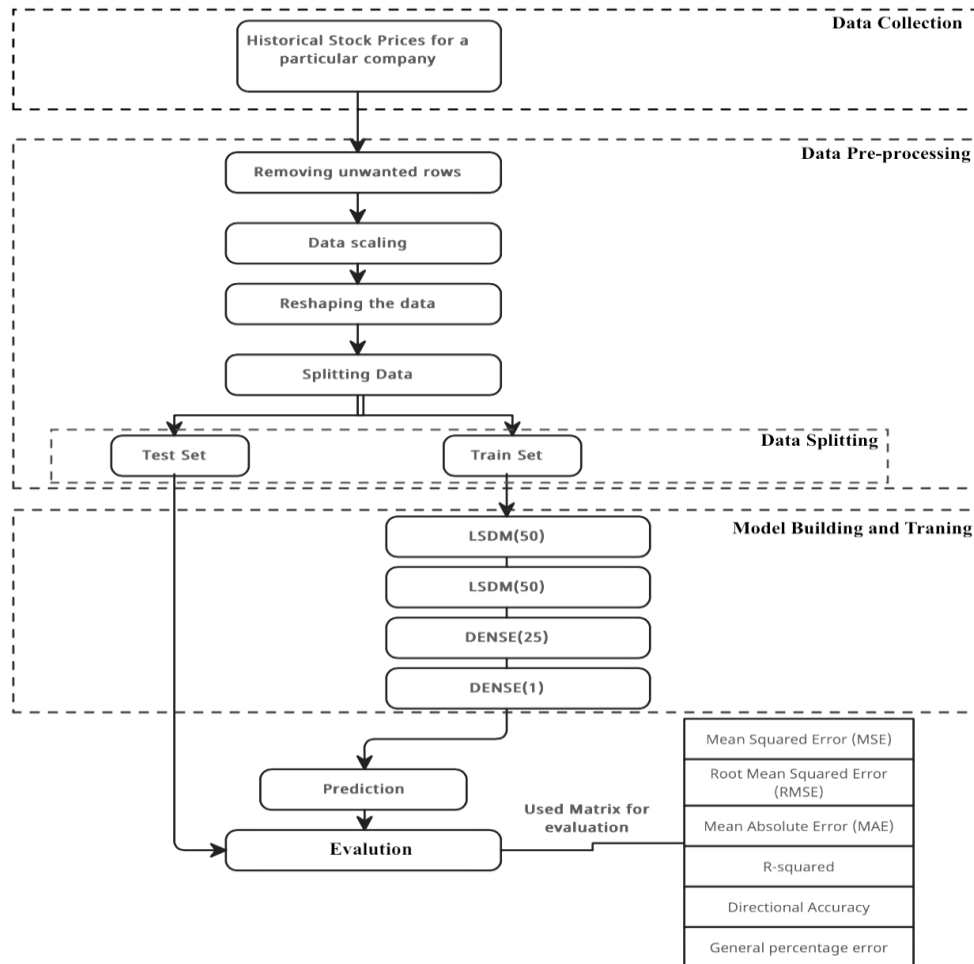 Data Collection
Historical Stock Prices for a
particular company
Data Pre-processing
Removing unwanted rows
Data scaling
Reshaping the data
Splitting Data
Data Splitting
Test Set
Train Set
Model Building and Traning
LSDM(50)
LSDM(50)
DENSE(25)
DENSE(1)
Prediction
Evalution
Used Matrix for
evaluation
Mean Squared Error (MSE)
Root Mean Squared Error
(RMSE)
Mean Absolute Error (MAE)
R-squared
Directional Accuracy
General percentage error